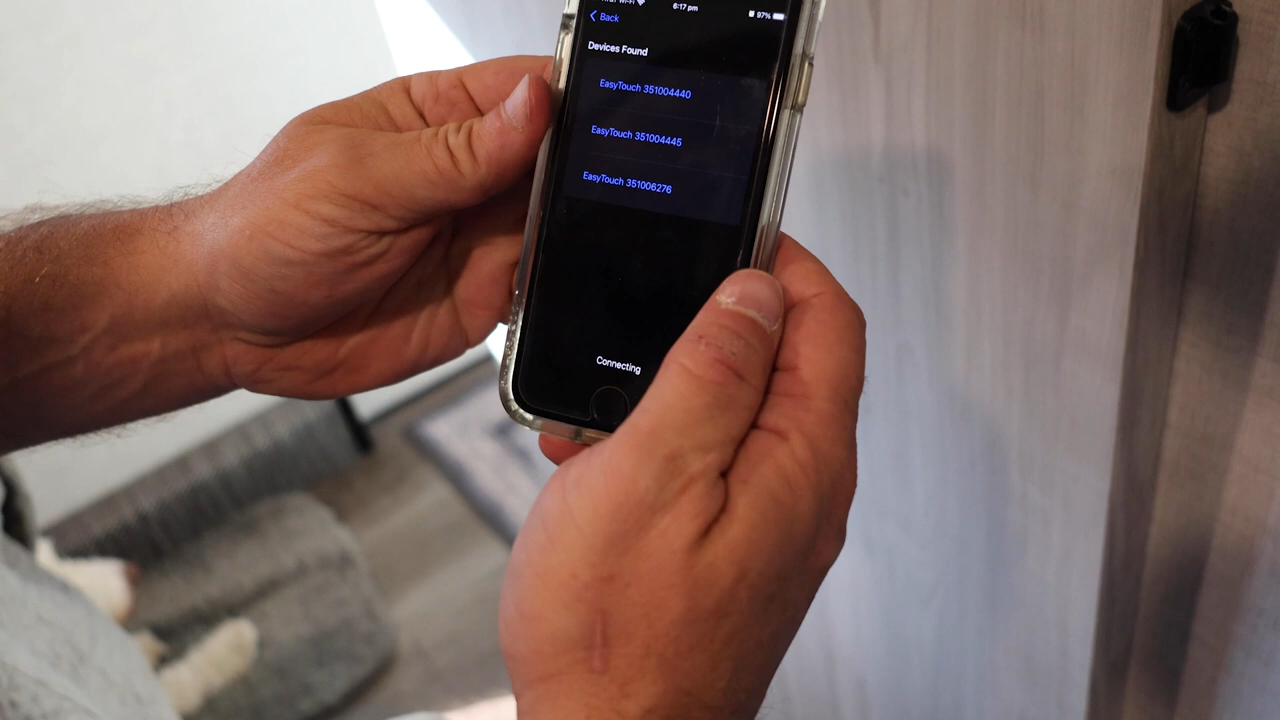 6:17 pm
97%
Back
Devices Found
EasyTouch 351004440
EasyTouch 351004445
EasyTouch 351006276
Connecting